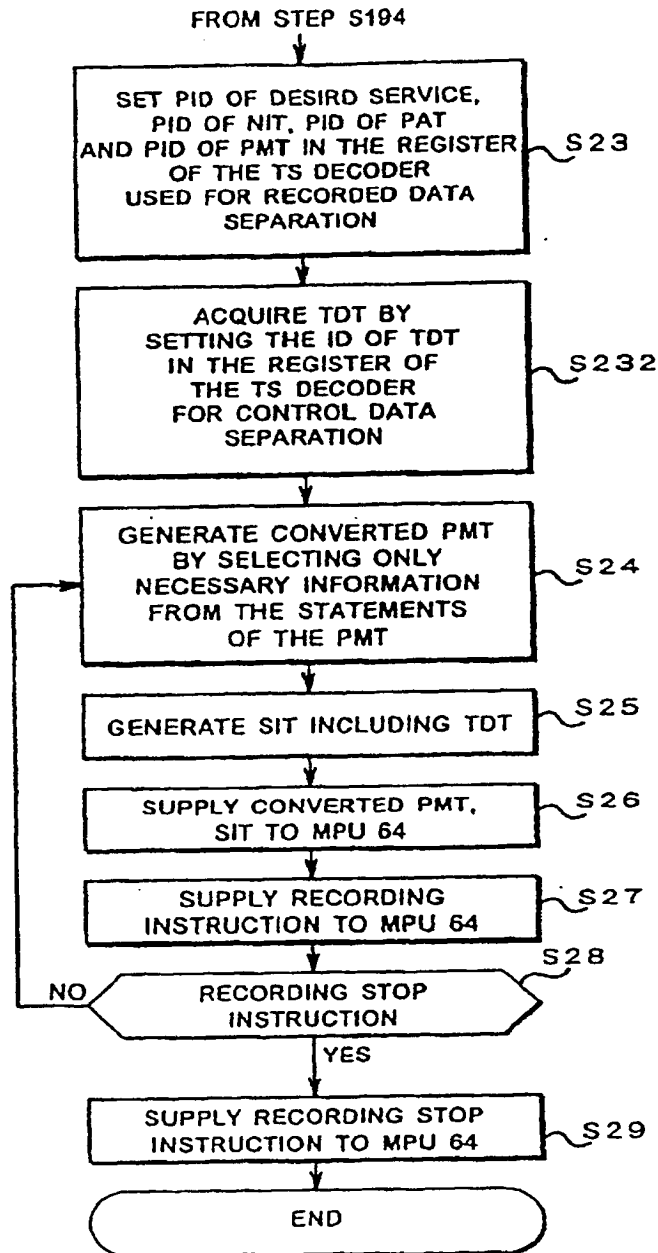 FROM STEP S194
SET PID OF DESIRD SERVICE,
PID OF NIT, PID OF PAT
AND PID OF PMT IN THE REGISTER
OF THE TS DECODER
USED FOR RECORDED DATA
SEPARATION
S23
ACQUIRE TDT BY
SETTING THE ID OF TDT
IN THE REGISTER OF
THE TS DECODER
FOR CONTROL DATA
SEPARATION
S232
GENERATE CONVERTED PMT
BY SELECTING ONLY
NECESSARY INFORMATION
FROM THE STATEMENTS
OF THE PMT
S24
GENERATE SIT INCLUDING TDT
S25
SUPPLY CONVERTED PMT,
SIT TO MPU 64
S26
SUPPLY RECORDING
INSTRUCTION TO MPU 64
S27
S28
NO
RECORDING STOP
INSTRUCTION
YES
SUPPLY RECORDING STOP
INSTRUCTION TO MPU 64
S29
END